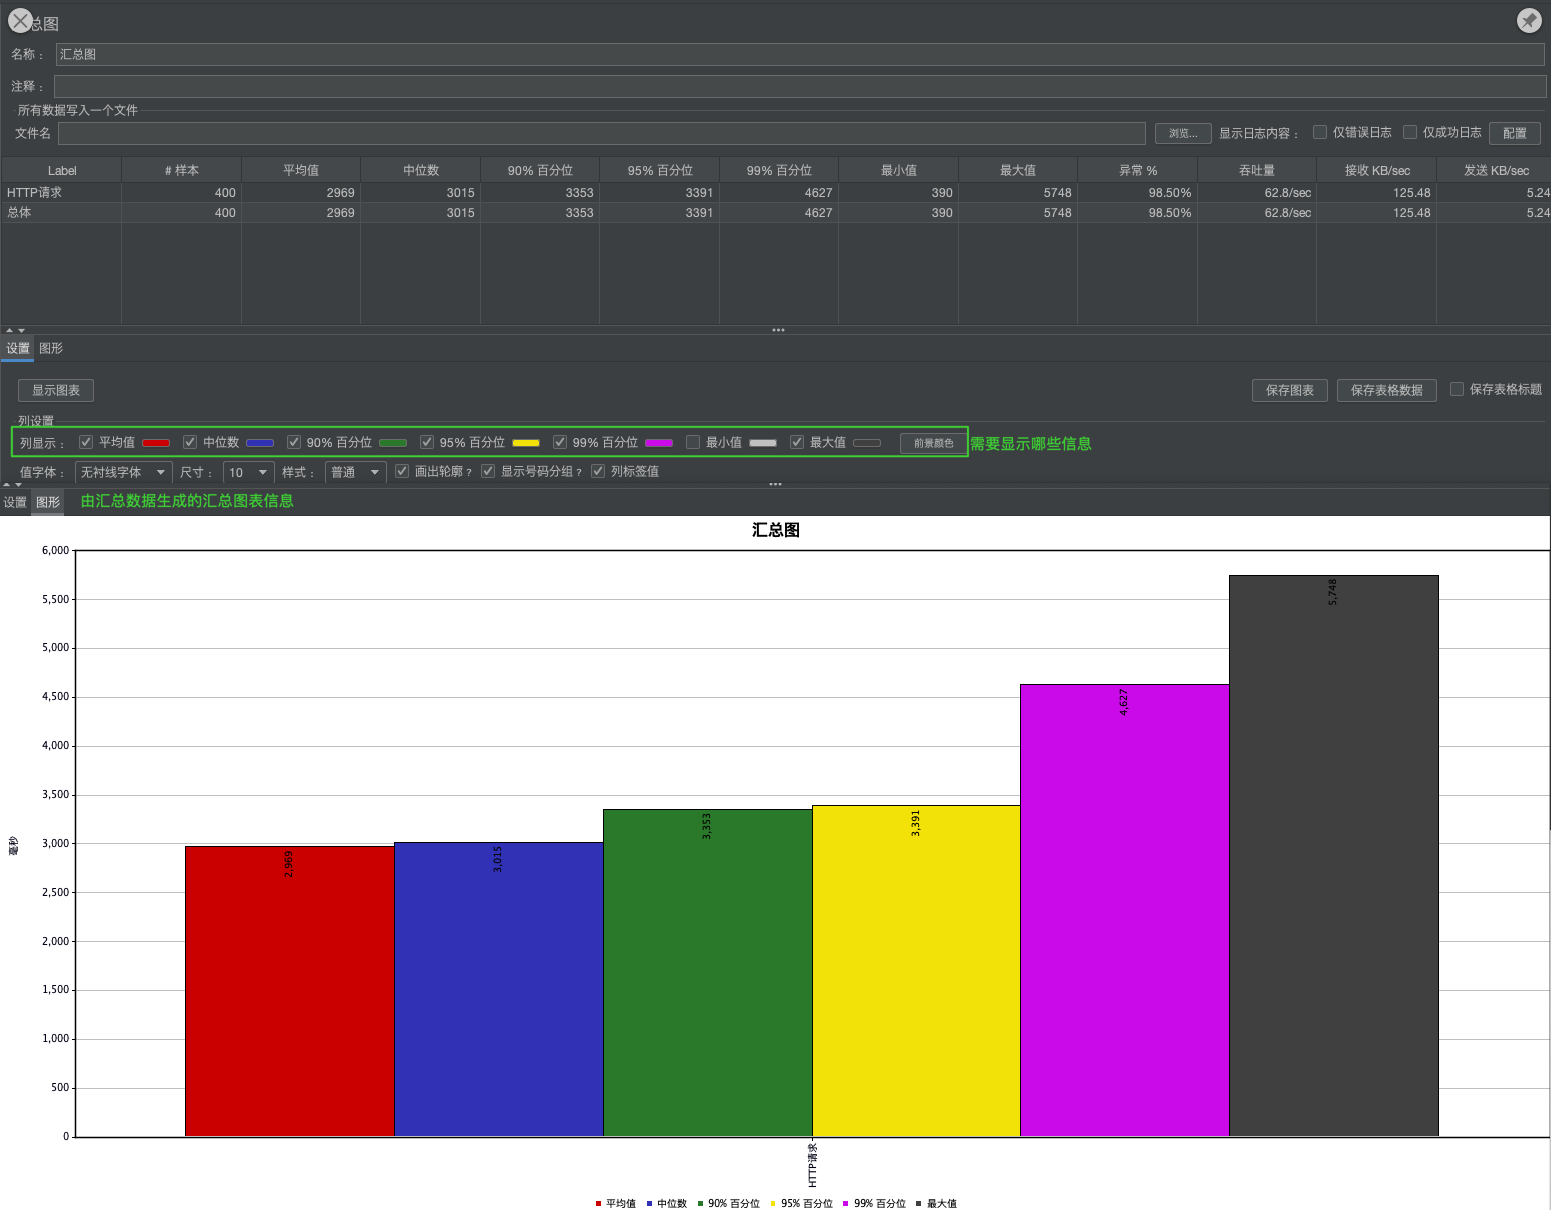 总图
名称： 汇总图
注释：
所有数据写入一个文件
文件名 浏览... 显示日志内容： 仅错误日志 仅成功日志 配置
Label # 样本 平均值 中位数 90% 百分位 95% 百分位 99% 百分位 最小值 最大值 异常 % 吞吐量 接收 KB/sec 发送 KB/sec
HTTP请求 400 2969 3015 3353 3391 4627 390 5748 98.50% 62.8/sec 125.48 5.24
总体 400 2969 3015 3353 3391 4627 390 5748 98.50% 62.8/sec 125.48 5.24
设置 图形
显示图表 保存图表 保存表格数据 保存表格标题
列设置
列显示： 平均值 中位数 90% 百分位 95% 百分位 99% 百分位 最小值 最大值 前景颜色 需要显示哪些信息
值字体： 无衬线字体 尺寸： 10 样式： 普通 画出轮廓？ 显示号码分组？ 列标签值
设置 图形 由汇总数据生成的汇总图表信息
汇总图
6,000
5,500
5,000
4,500
4,000
3,500
3,000
2,500
2,000
1,500
1,000
500
0
毫秒
2,969
3,015
3,353
3,391
4,627
5,748
HTTP请求
平均值 中位数 90% 百分位 95% 百分位 99% 百分位 最大值